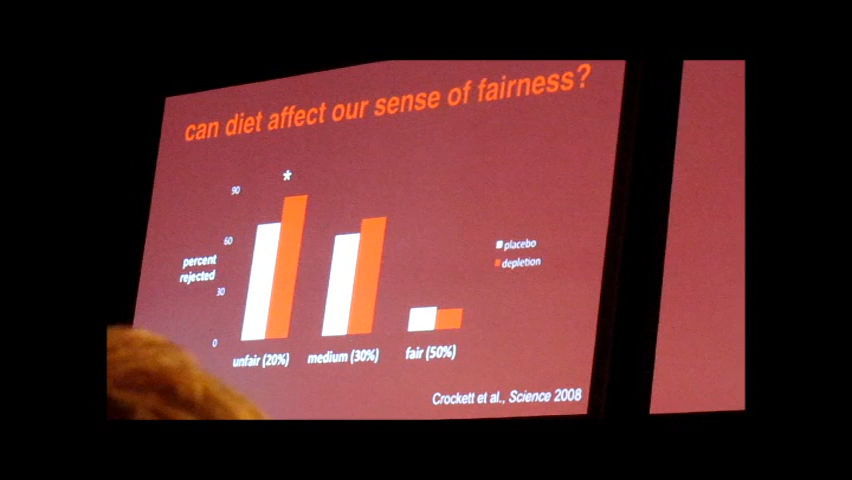 can diet affect our sense of fairness?
*
90
60
percent
rejected
30
0
placebo
depletion
unfair (20%) medium (30%) fair (50%)
Crockett et al., Science 2008